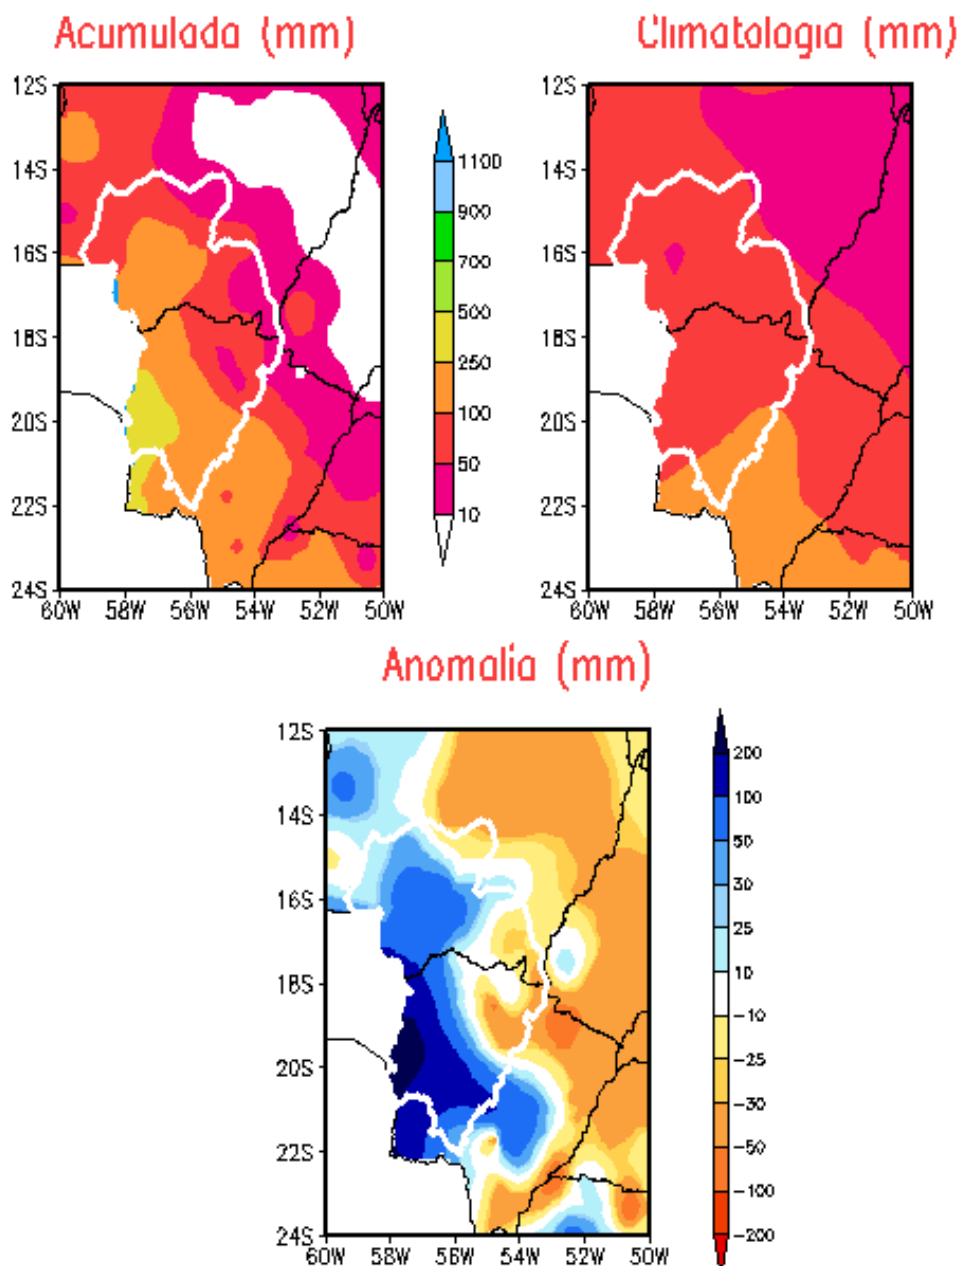 Acumulada (mm)
Climatologia (mm)
12S
14S
16S
18S
20S
22S
24S
60W 58W 56W 54W 52W 50W
1100
900
700
500
250
100
50
10
12S
14S
16S
18S
20S
22S
24S
60W 58W 56W 54W 52W 50W
Anomalia (mm)
12S
14S
16S
18S
20S
22S
24S
60W 58W 56W 54W 52W 50W
200
100
50
30
25
10
-10
-25
-30
-50
-100
-200